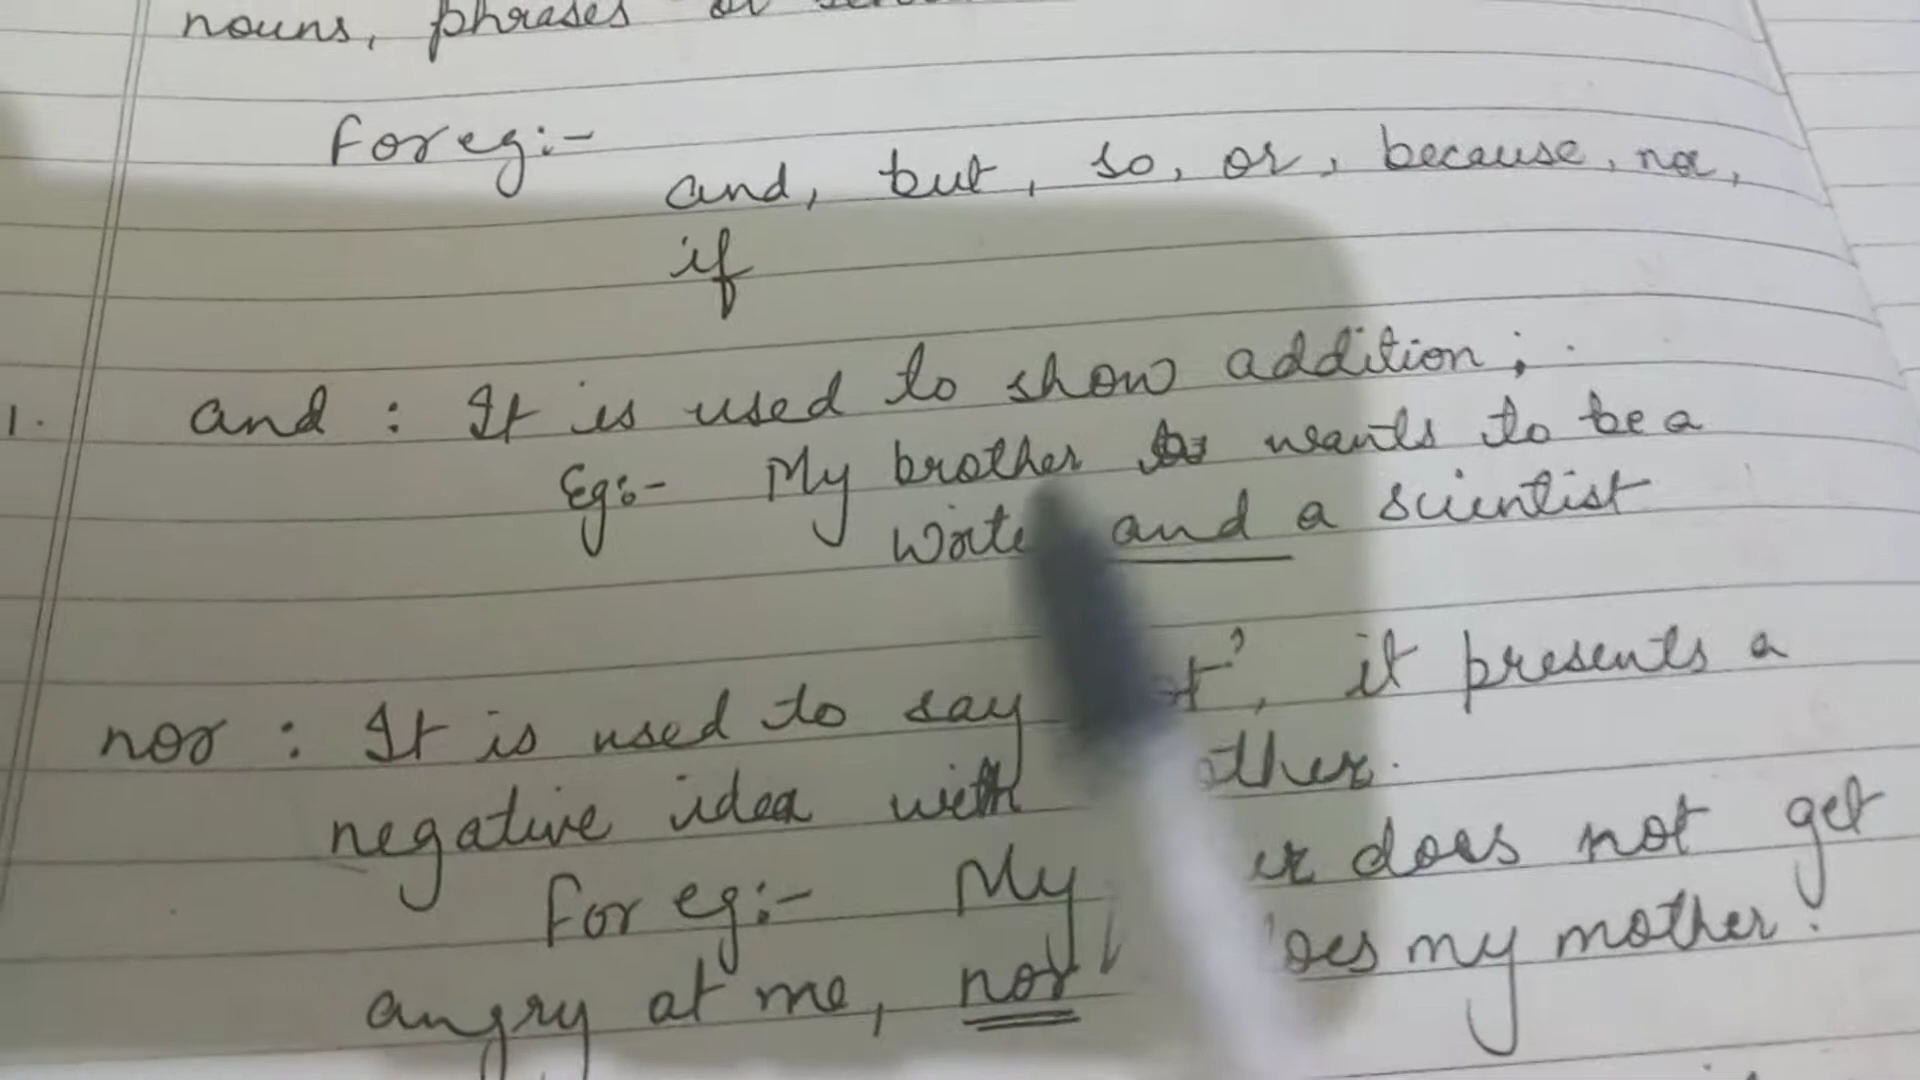 nouns, phrases or
For eg:-
and, but, so, or, because, nor,
if
1. and : It is used to show addition ;
Eg:- My brother wants to be a
and a scientist
nor : It is used to say it presents a
negative idea with
For eg:- My does not get
angry at me, nor my mother.